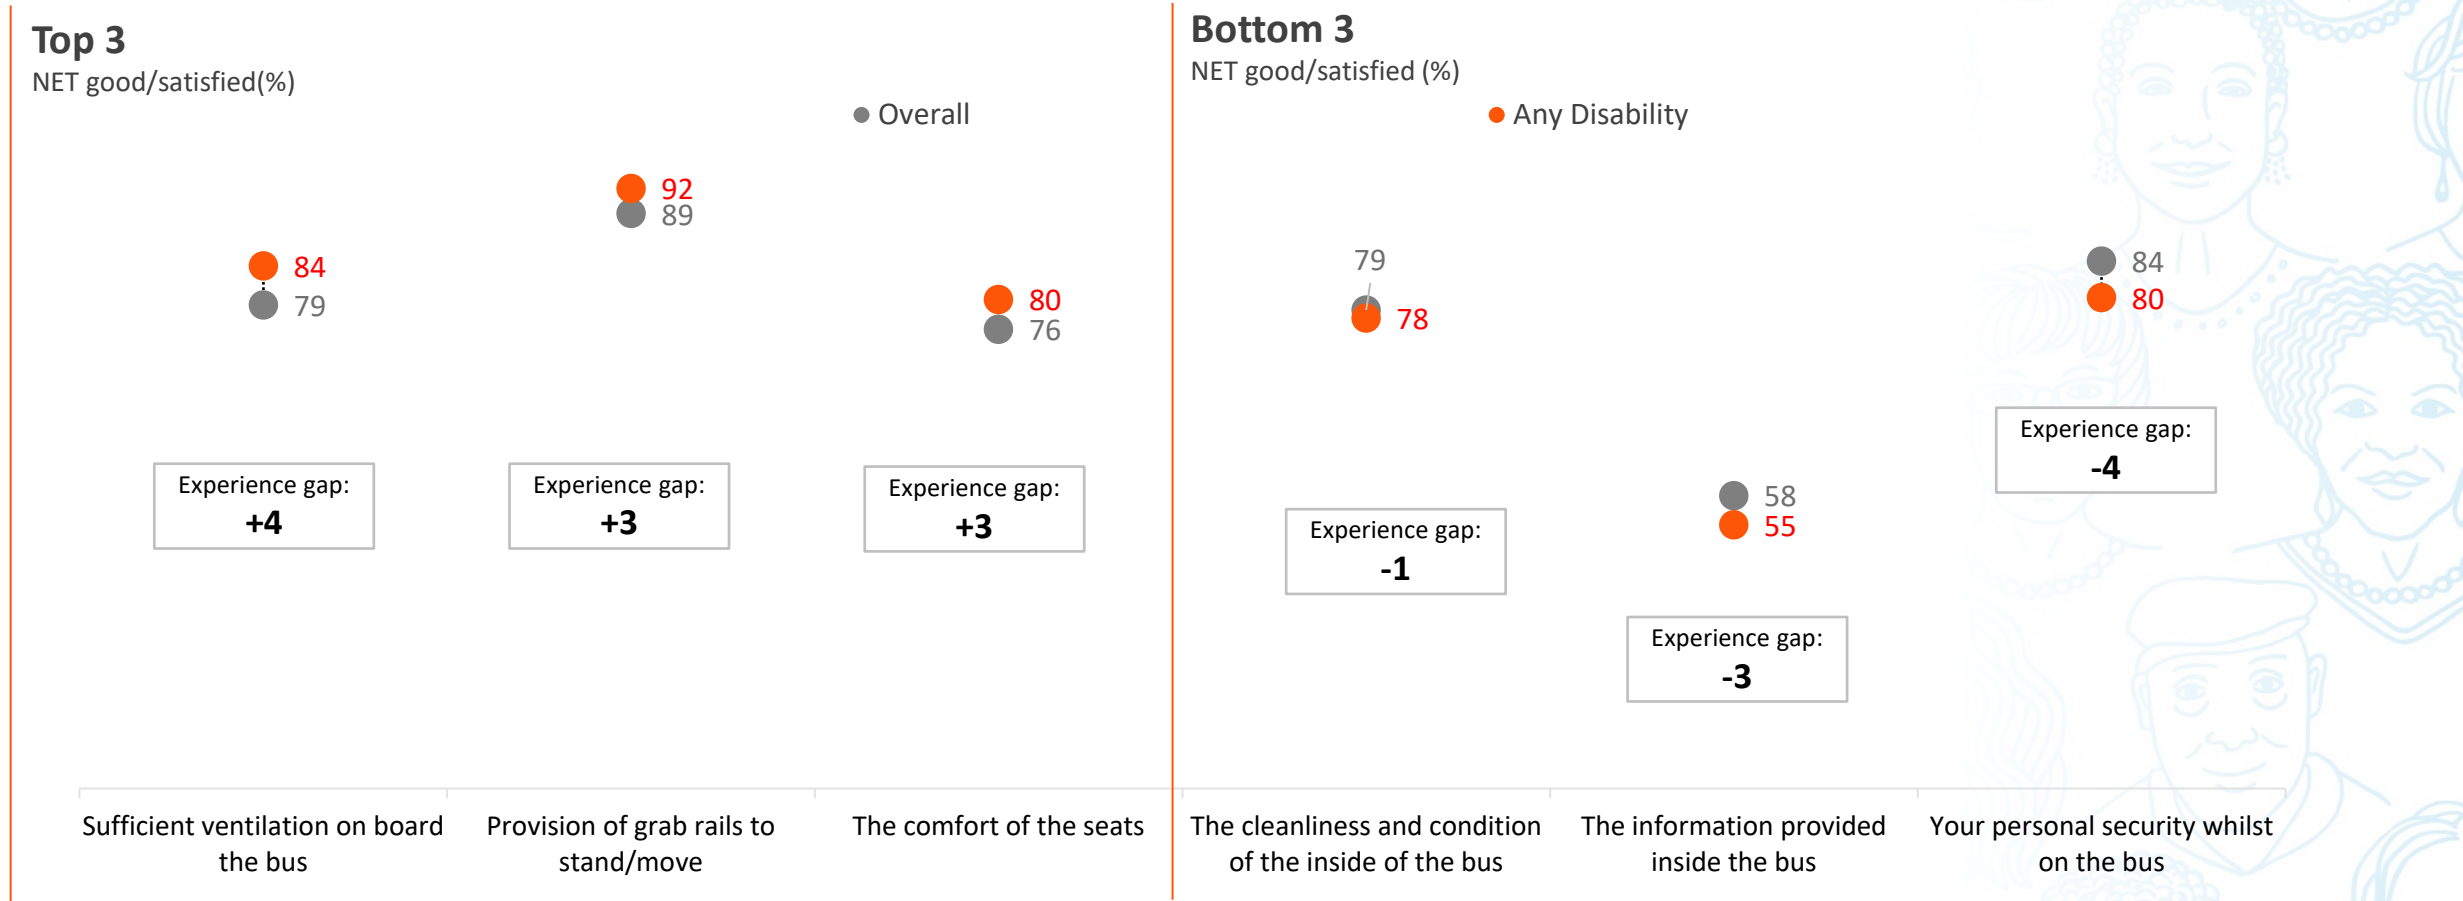 Top 3
NET good/satisfied(%)
Overall
92
89
84
79
80
76
Experience gap:
+4
Experience gap:
+3
Experience gap:
+3
Sufficient ventilation on board
the bus
Provision of grab rails to
stand/move
The comfort of the seats
Bottom 3
NET good/satisfied (%)
Any Disability
79
78
58
55
84
80
Experience gap:
-1
Experience gap:
-3
Experience gap:
-4
The cleanliness and condition
of the inside of the bus
The information provided
inside the bus
Your personal security whilst
on the bus